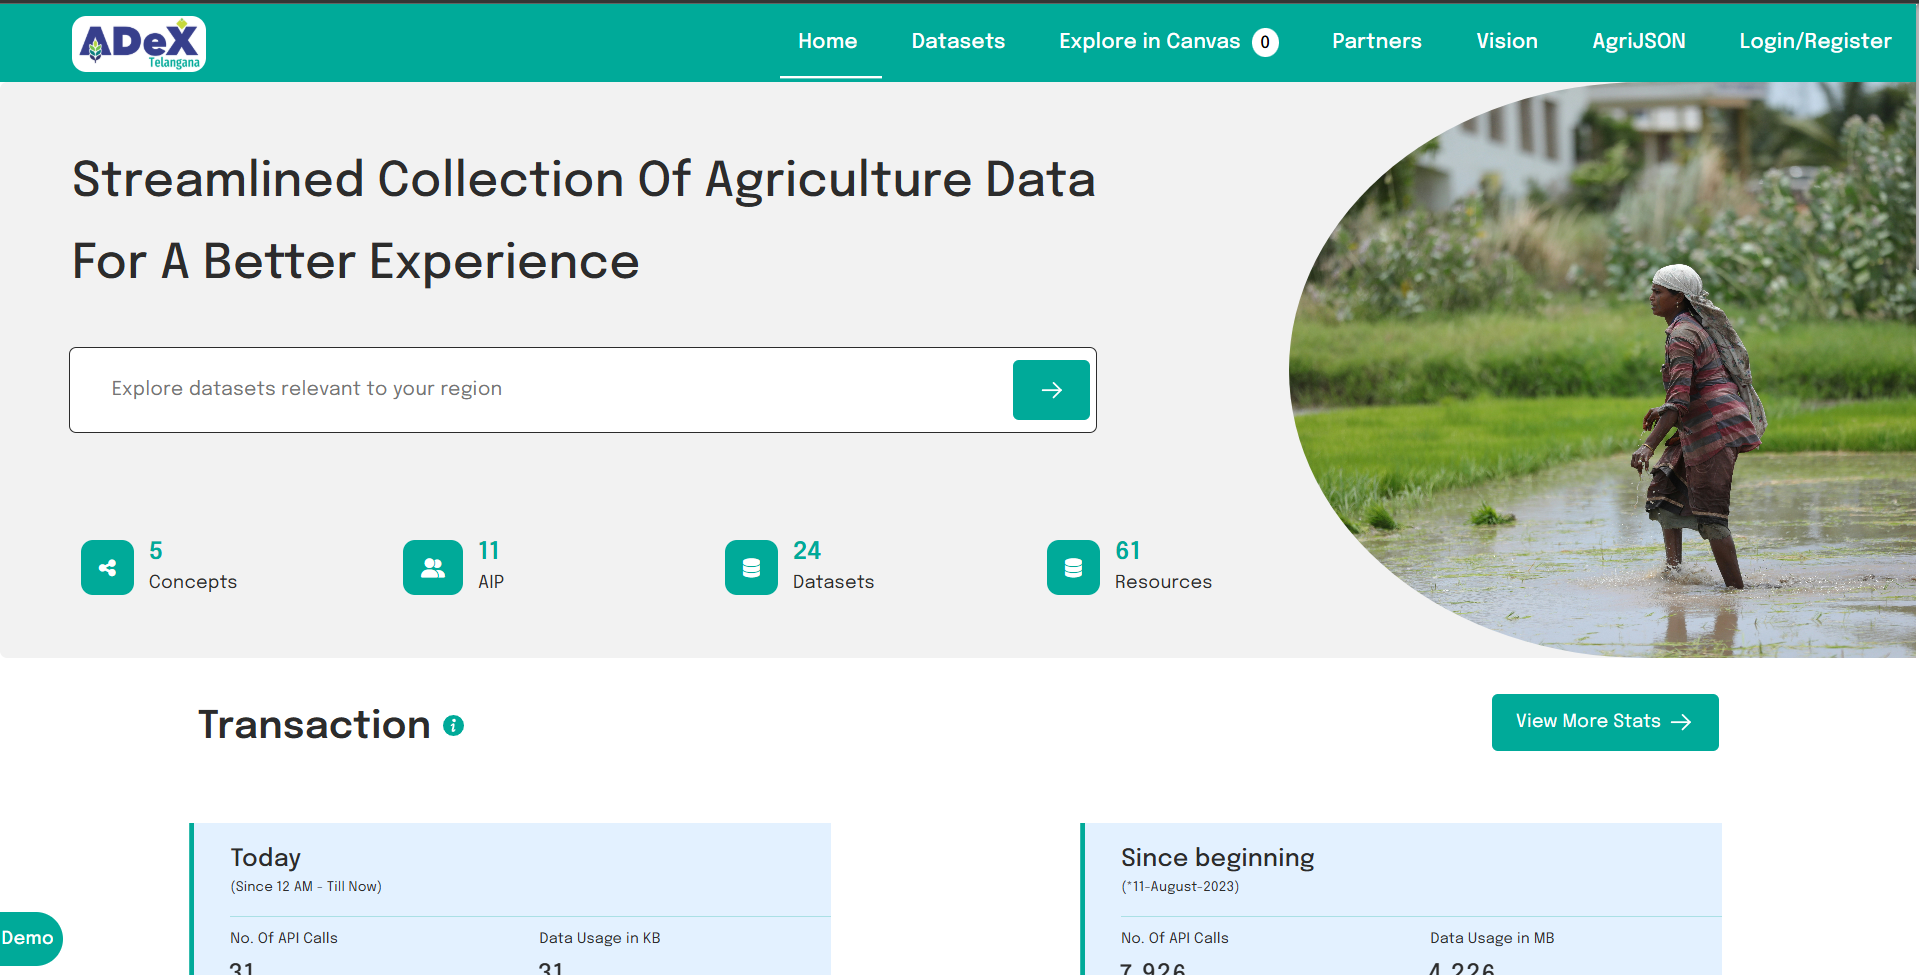 ADeX
Telangana
Home
Datasets
Explore in Canvas 0
Partners
Vision
AgriJSON
Login/Register
Streamlined Collection Of Agriculture Data
For A Better Experience
Explore datasets relevant to your region
5
Concepts
11
AIP
24
Datasets
61
Resources
Transaction
View More Stats
Today
(Since 12 AM - Till Now)
No. Of API Calls
31
Data Usage in KB
31
Since beginning
(*11-August-2023)
No. Of API Calls
7,926
Data Usage in MB
4,226
Demo